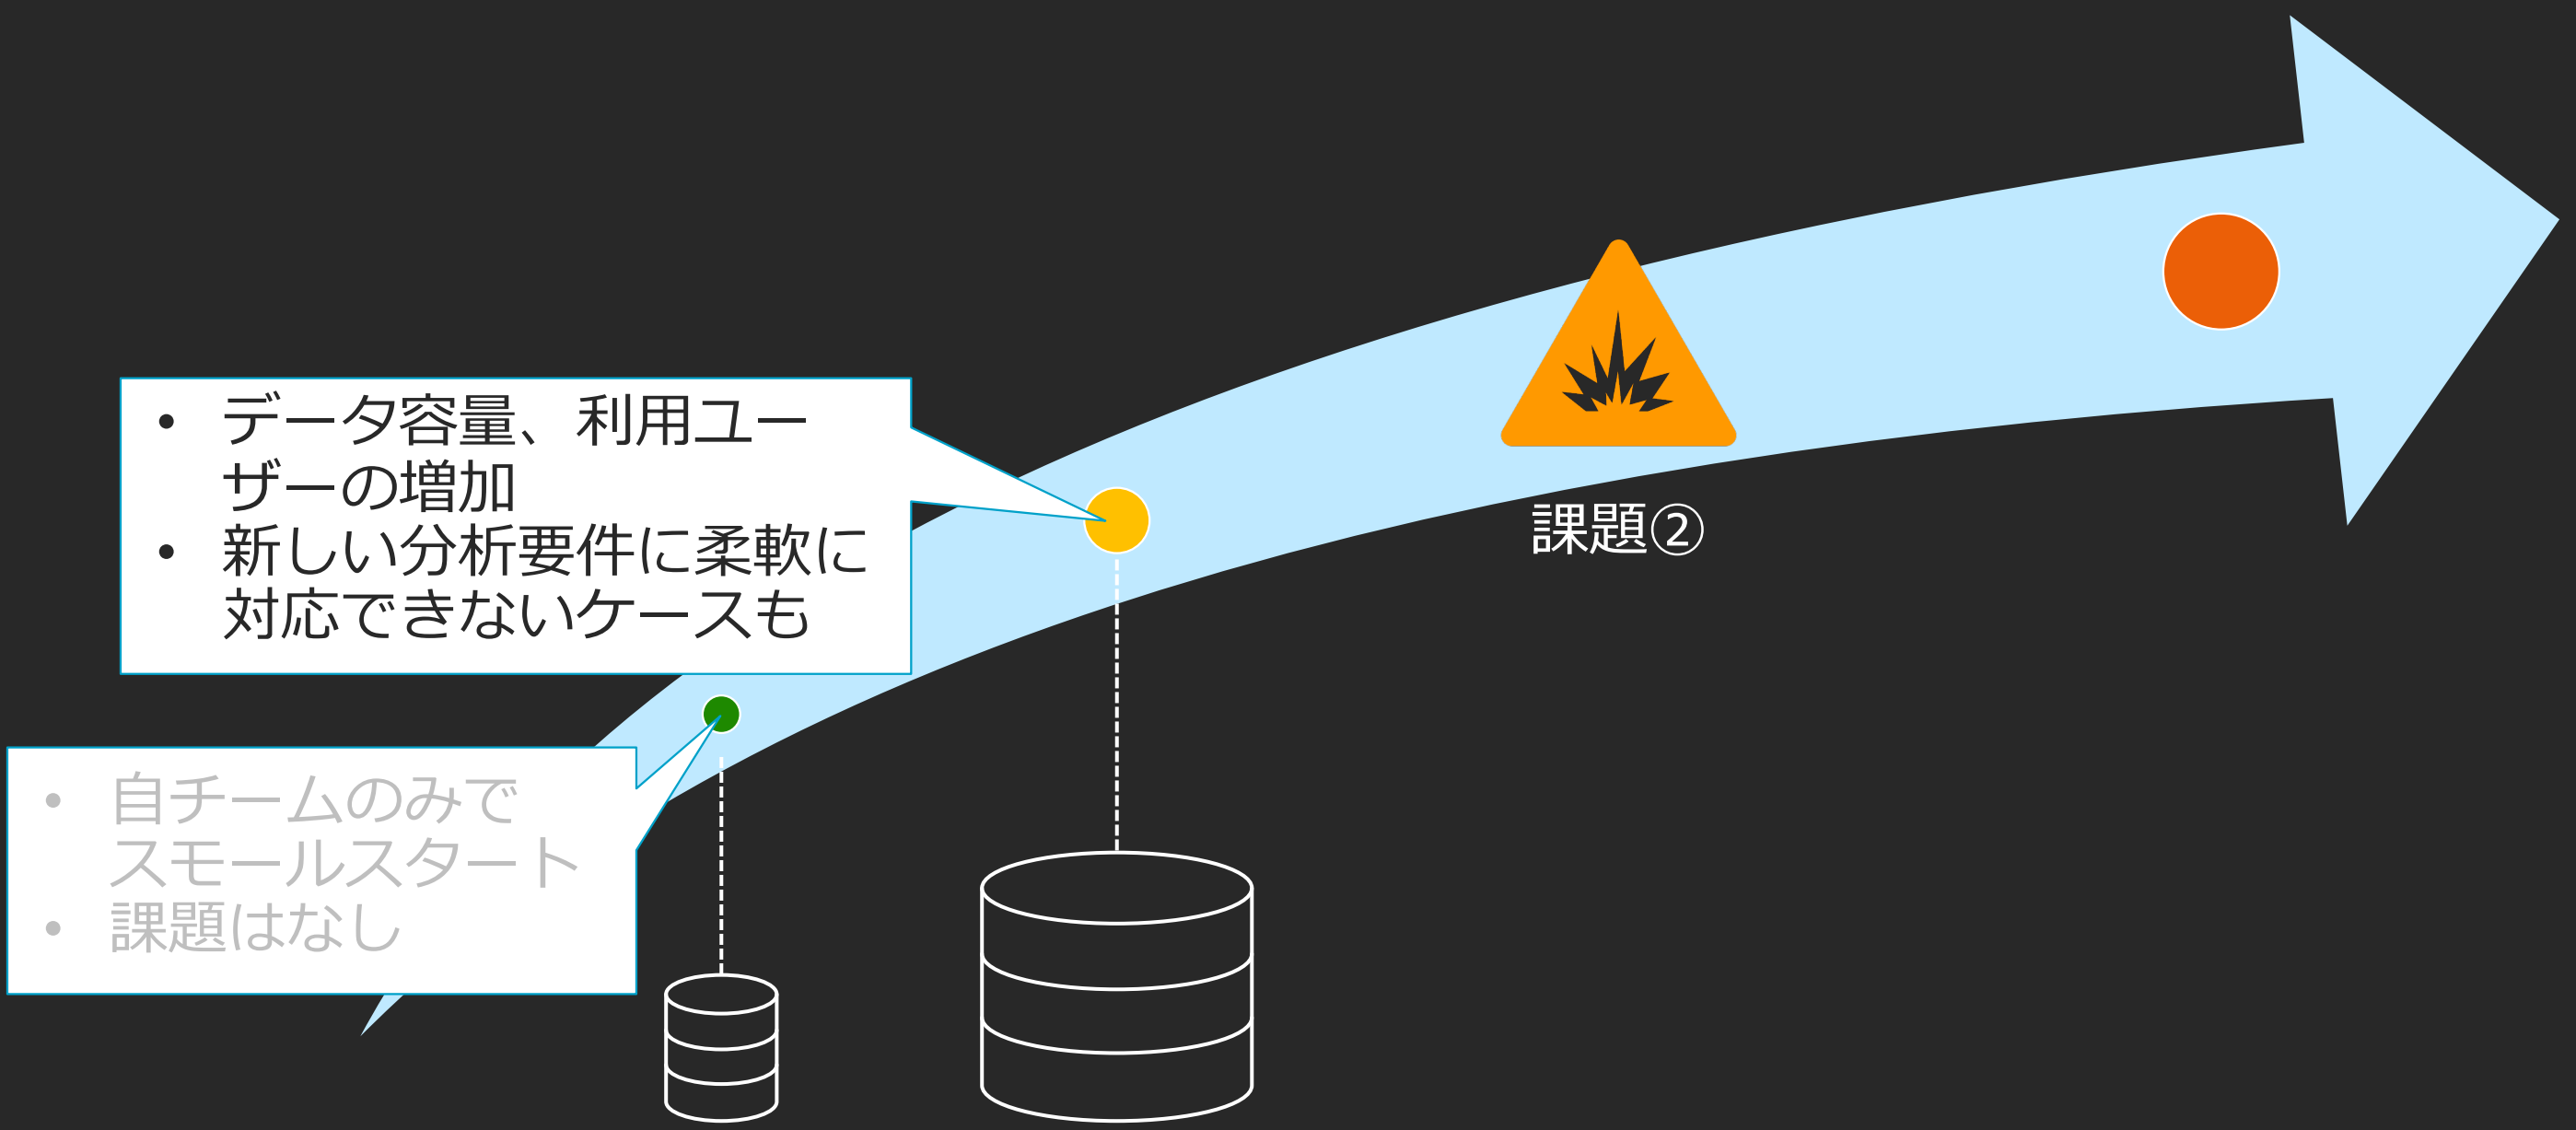 • データ容量、利用ユー
ザーの増加
• 新しい分析要件に柔軟に
対応できないケースも
課題②
• 自チームのみで
スモールスタート
• 課題はなし